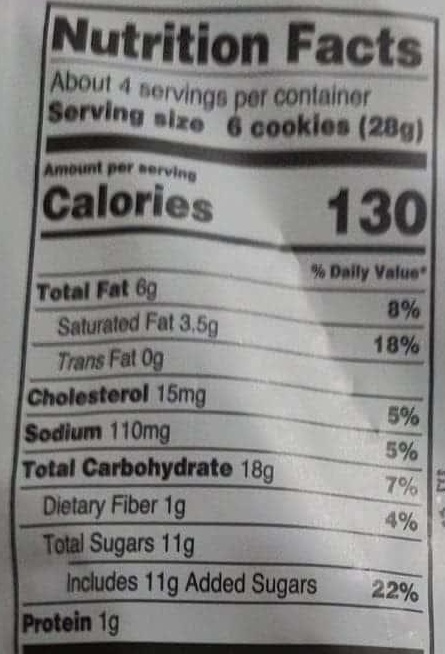 Nutrition Facts
About 4 servings per container
Serving size 6 cookies (28g)
Amount per serving
Calories 130
% Daily Value*
Total Fat 6g 8%
Saturated Fat 3.5g 18%
Trans Fat 0g
Cholesterol 15mg 5%
Sodium 110mg 5%
Total Carbohydrate 18g 7%
Dietary Fiber 1g 4%
Total Sugars 11g
Includes 11g Added Sugars 22%
Protein 1g